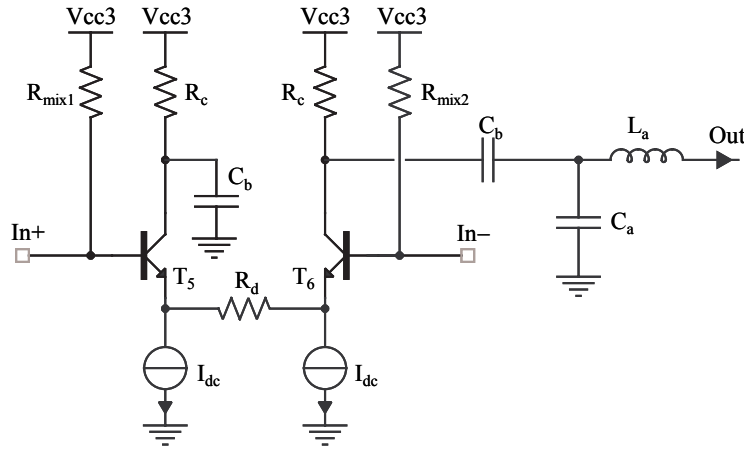 Vcc3 Vcc3 Vcc3 Vcc3
Rmix1 Rc Rc Rmix2
Cb La Out
Cb
Ca
In+ In−
T5 Rd T6
Idc Idc